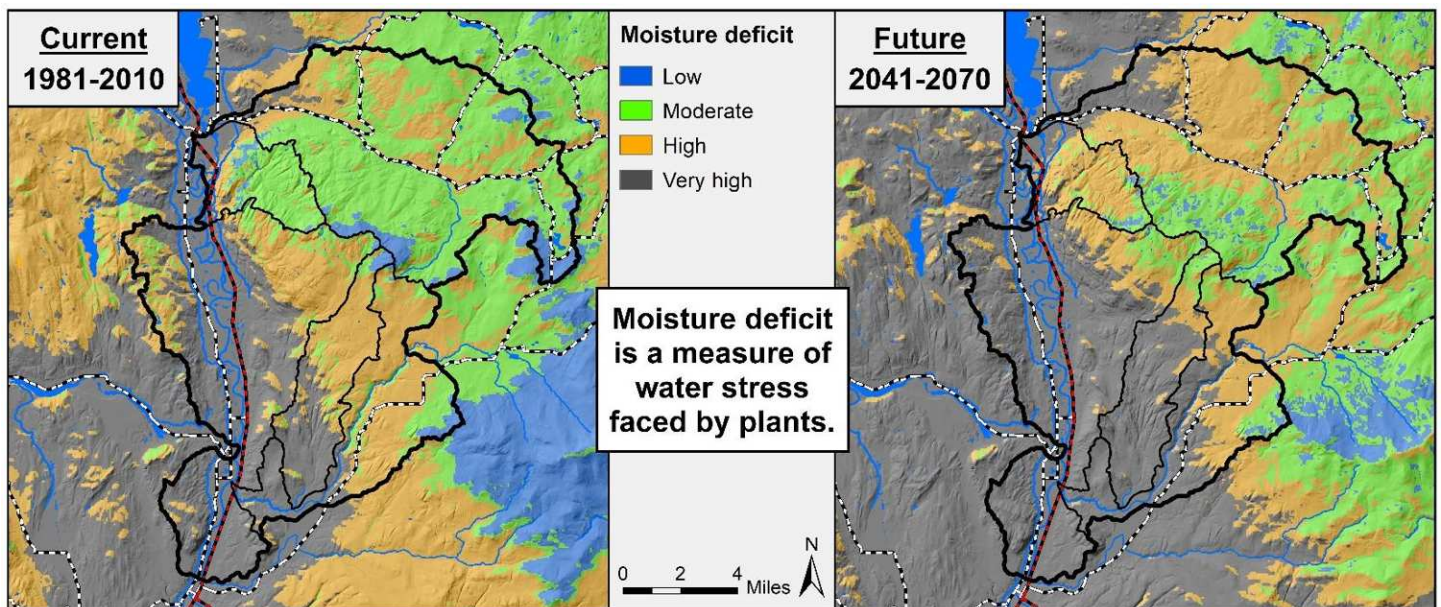 Current
1981-2010
Moisture deficit
Low
Moderate
High
Very high
Moisture deficit
is a measure of
water stress
faced by plants.
0 2 4
Miles
N
Future
2041-2070